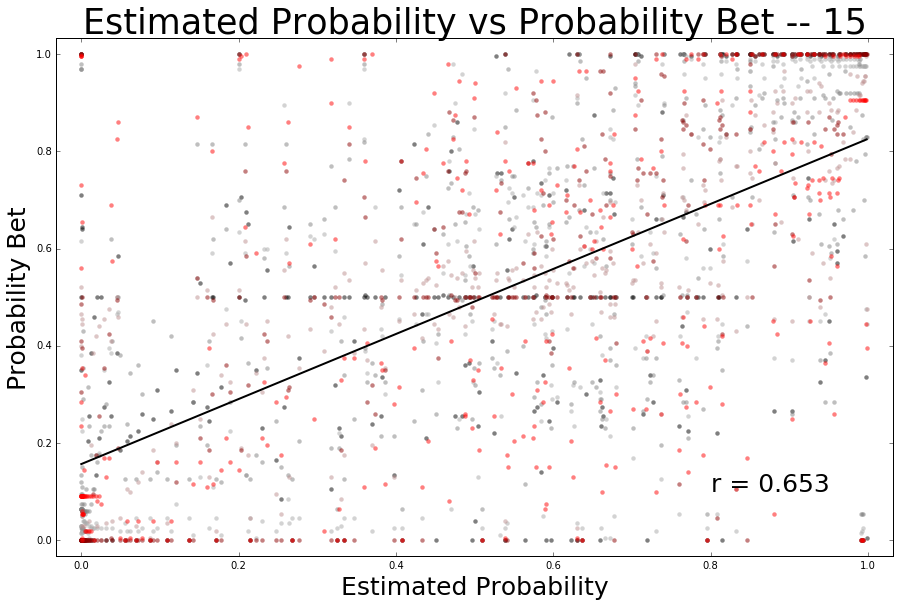 Estimated Probability vs Probability Bet -- 15
1.0
0.8
0.6
0.4
0.2
0.0
Probability Bet
r = 0.653
0.0 0.2 0.4 0.6 0.8 1.0
Estimated Probability